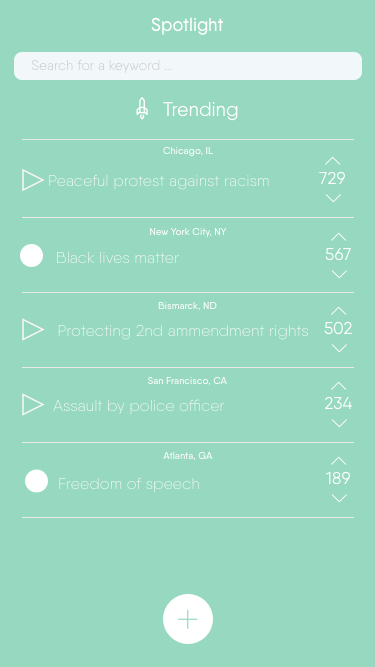 Spotlight
Search for a keyword ...
Trending
Chicago, IL
Peaceful protest against racism
729
New York City, NY
Black lives matter
567
Bismarck, ND
Protecting 2nd ammendment rights
502
San Francisco, CA
Assault by police officer
234
Atlanta, GA
Freedom of speech
189